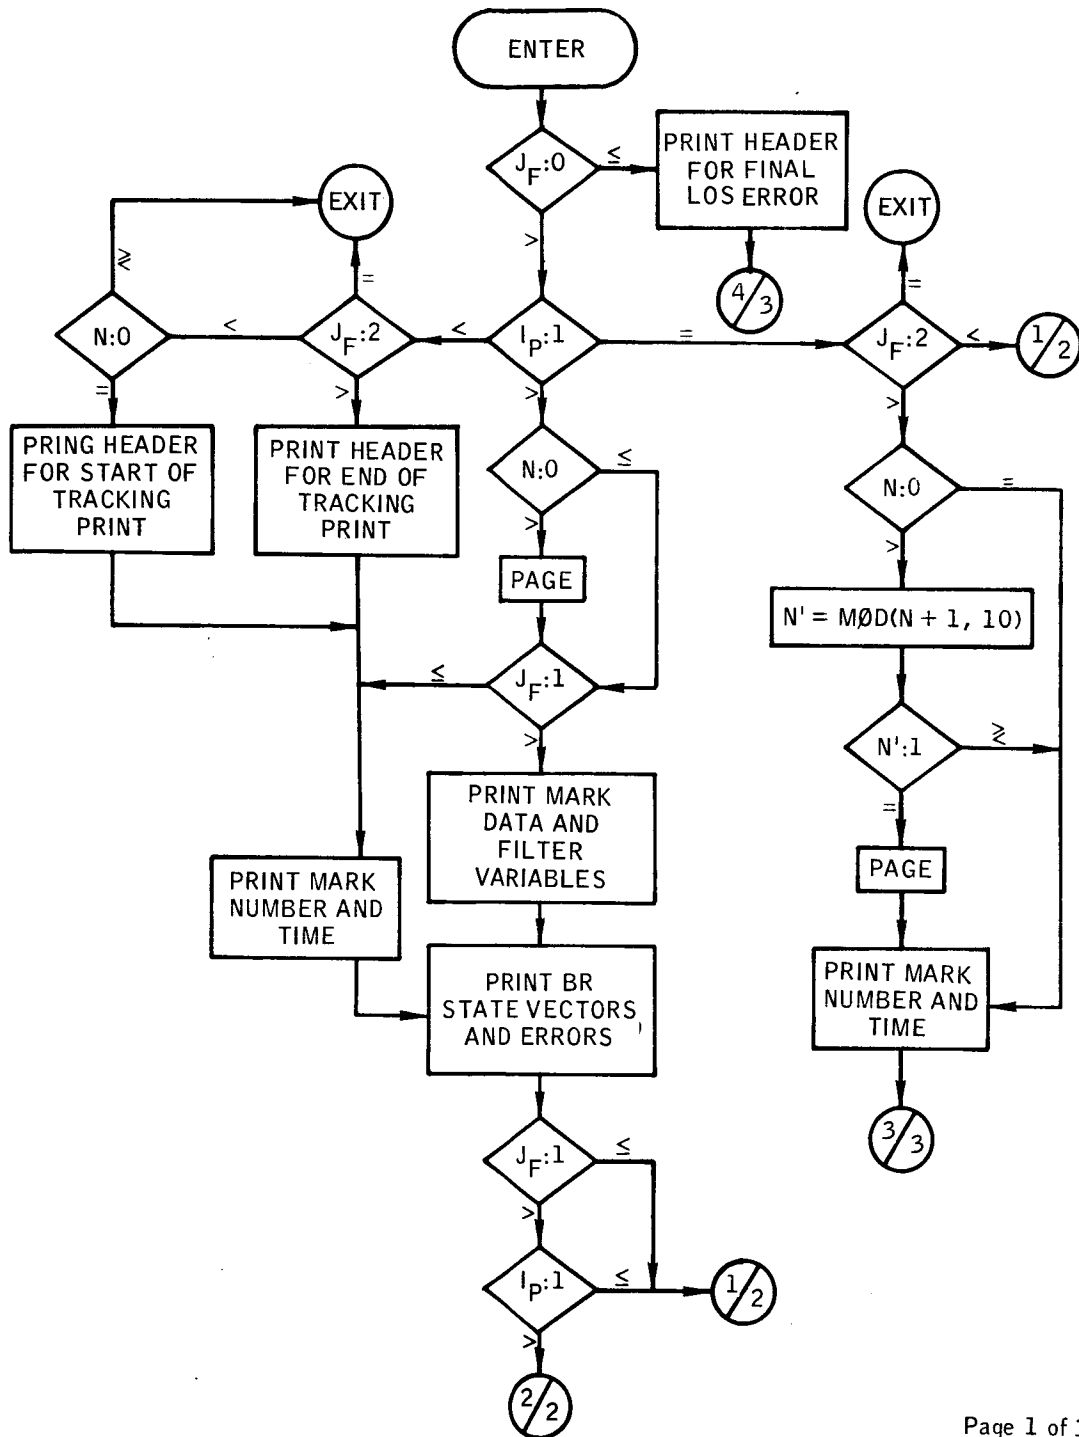 ENTER
J_F:0
≤
PRINT HEADER
FOR FINAL
LOS ERROR
>
4/3
EXIT
EXIT
≷
=
=
N:0
<
J_F:2
<
I_P:1
=
J_F:2
<
1/2
=
>
>
>
PRING HEADER
FOR START OF
TRACKING
PRINT
PRINT HEADER
FOR END OF
TRACKING
PRINT
N:0
≤
>
PAGE
N:0
=
>
N' = MØD(N + 1, 10)
≤
J_F:1
>
N':1
≷
=
PRINT MARK
DATA AND
FILTER
VARIABLES
PAGE
PRINT MARK
NUMBER AND
TIME
PRINT BR
STATE VECTORS
AND ERRORS
PRINT MARK
NUMBER AND
TIME
3/3
J_F:1
≤
>
I_P:1
≤
1/2
>
2/2
Page 1 of